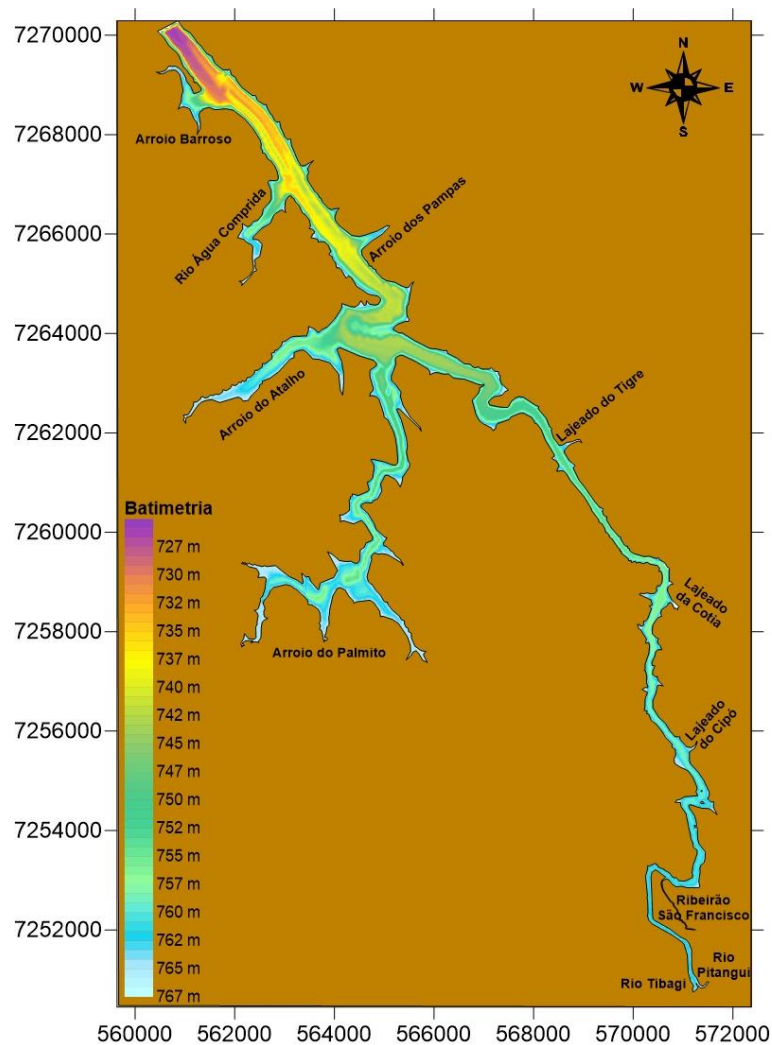 7270000
7268000
7266000
7264000
7262000
7260000
7258000
7256000
7254000
7252000
N
W
E
S
Arroio Barroso
Rio Água Comprida
Arroio dos Pampas
Arroio do Atalho
Lajeado do Tigre
Lajeado
da Cotia
Arroio do Palmito
Lajeado
do Cipó
Ribeirão
São Francisco
Rio
Pitangui
Rio Tibagi
Batimetria
727 m
730 m
732 m
735 m
737 m
740 m
742 m
745 m
747 m
750 m
752 m
755 m
757 m
760 m
762 m
765 m
767 m
560000 562000 564000 566000 568000 570000 572000